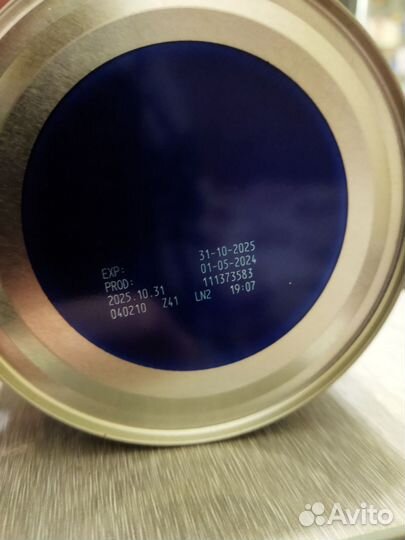 EXP: 31-10-2025
PROD: 01-05-2024
2025.10.31 111373583
040210 Z41 LN2 19:07
Avito